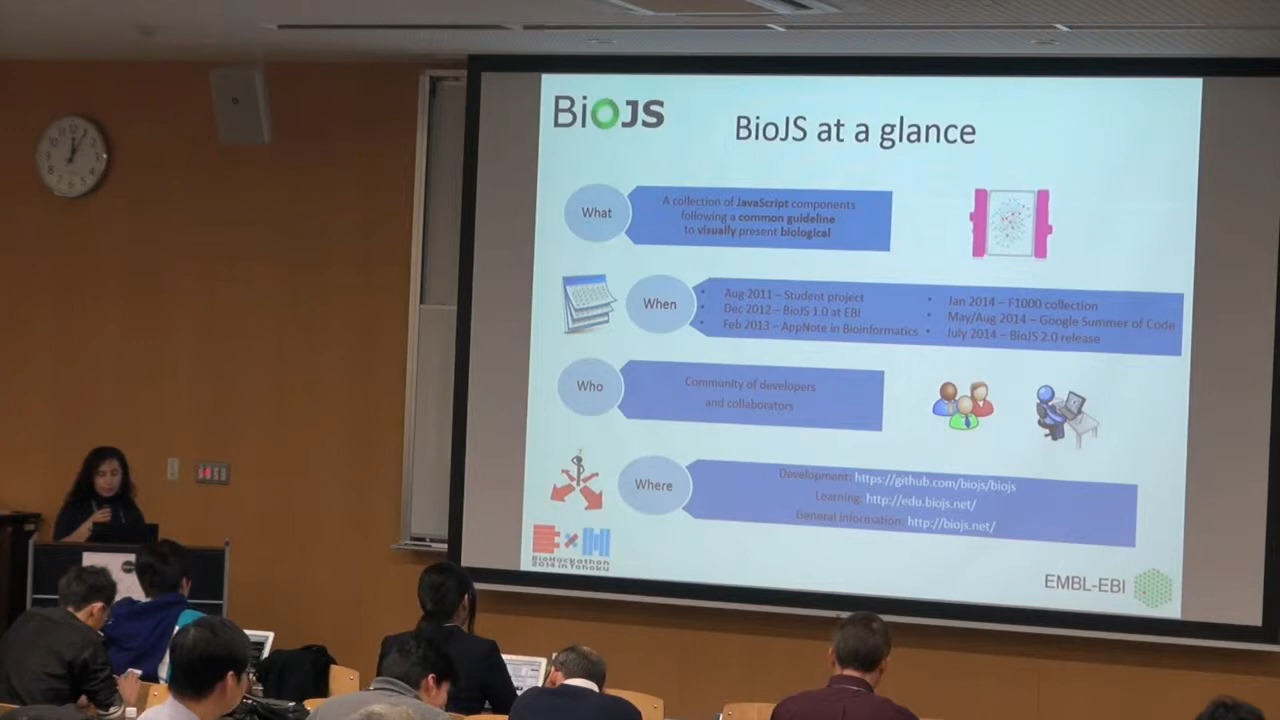 BiOJS
BioJS at a glance
What
A collection of JavaScript components
following a common guideline
to visually present biological
When
• Aug 2011 – Student project
• Dec 2012 – BioJS 1.0 at EBI
• Feb 2013 – AppNote in Bioinformatics
• Jan 2014 – F1000 collection
• May/Aug 2014 – Google Summer of Code
• July 2014 – BioJS 2.0 release
Who
Community of developers
and collaborators
Where
Development: https://github.com/biojs/biojs
Learning: http://edu.biojs.net/
General information: http://biojs.net/
BioHackathon
2014 in Tohoku
EMBL-EBI